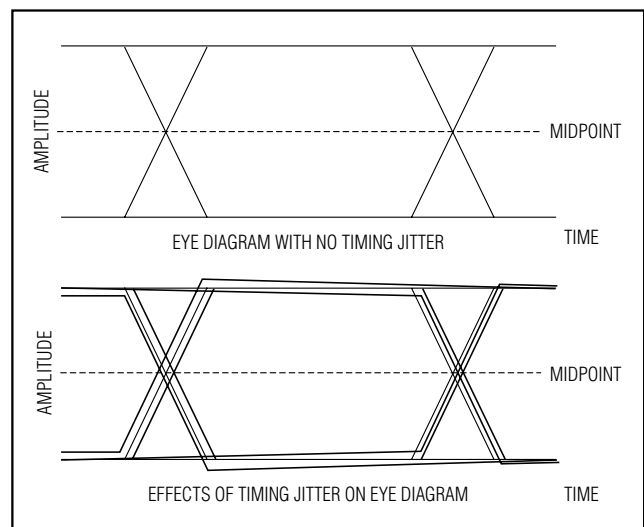 AMPLITUDE
MIDPOINT
EYE DIAGRAM WITH NO TIMING JITTER
TIME
AMPLITUDE
MIDPOINT
EFFECTS OF TIMING JITTER ON EYE DIAGRAM
TIME